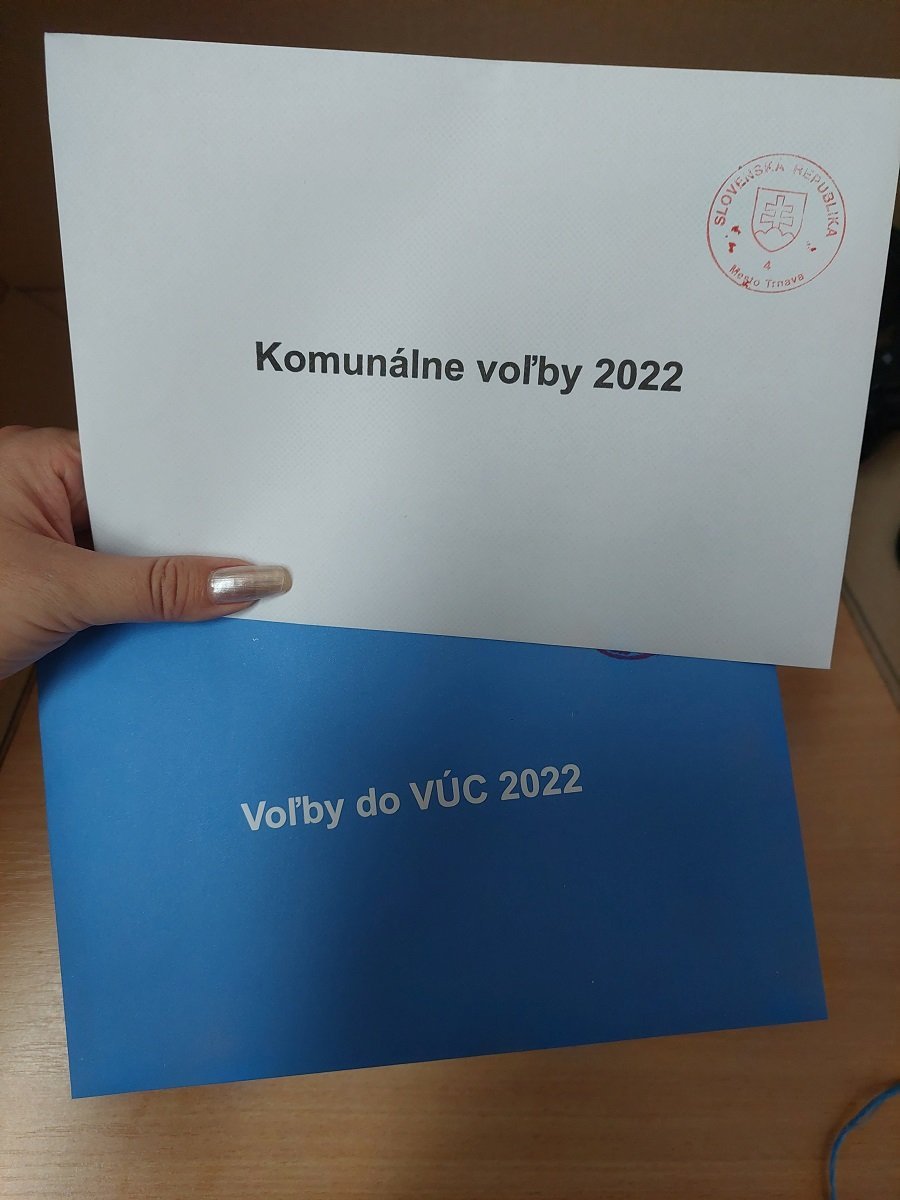 SLOVENSKÁ REPUBLIKA
4
Mesto Trnava
Komunálne voľby 2022
Voľby do VÚC 2022